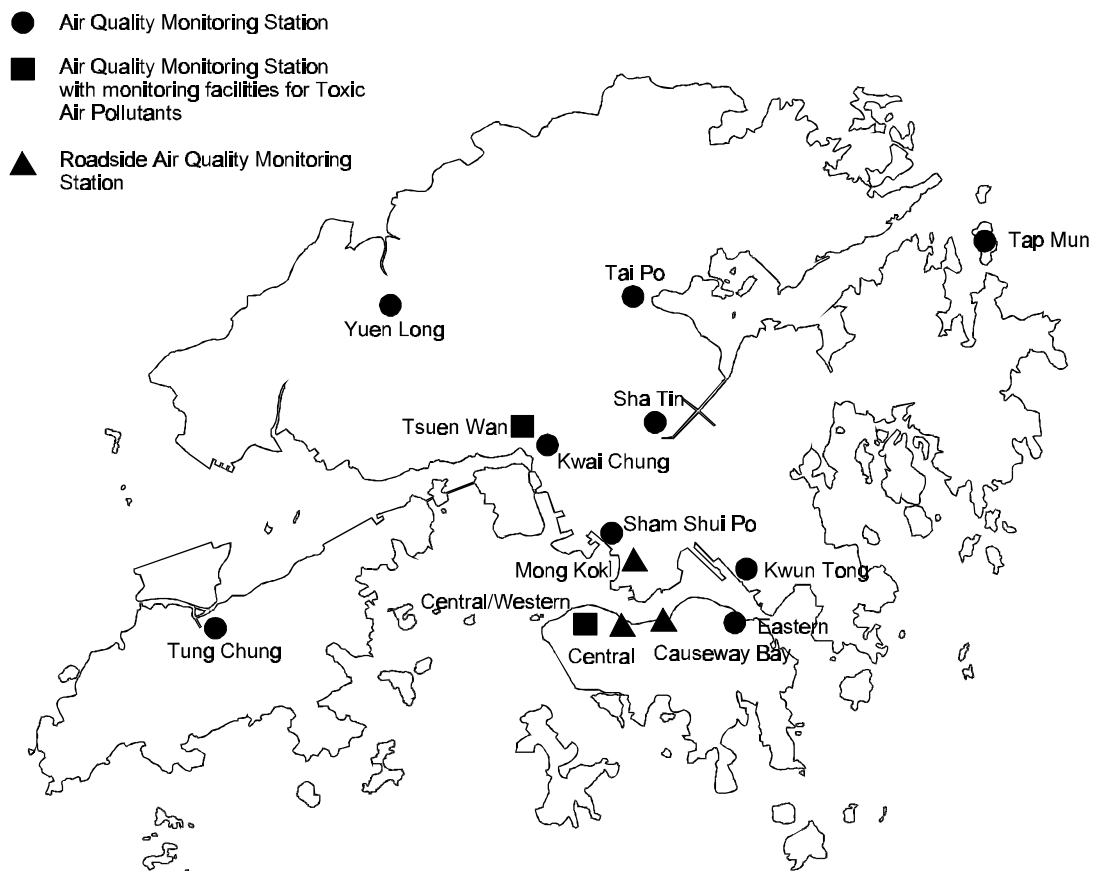 Air Quality Monitoring Station
Air Quality Monitoring Station
with monitoring facilities for Toxic
Air Pollutants
Roadside Air Quality Monitoring
Station
Tap Mun
Tai Po
Yuen Long
Sha Tin
Tsuen Wan
Kwai Chung
Sham Shui Po
Mong Kok
Kwun Tong
Central/Western
Eastern
Tung Chung
Central
Causeway Bay